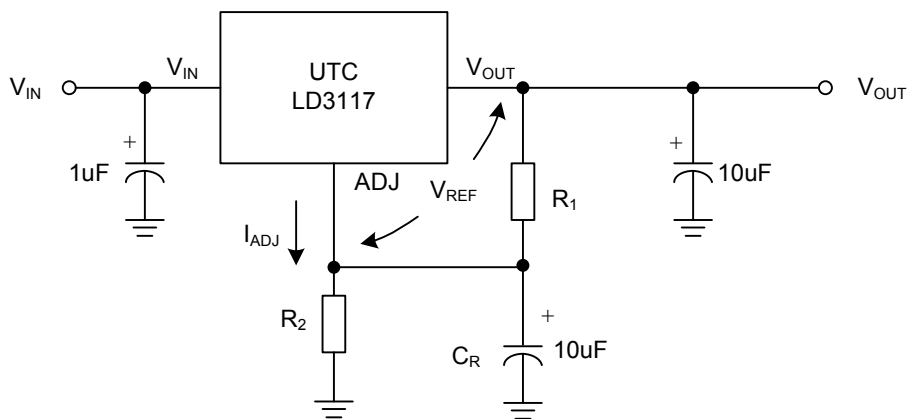 V_IN
V_IN
UTC
LD3117
V_OUT
V_OUT
+
1uF
ADJ
V_REF
R_1
+
10uF
I_ADJ
R_2
C_R
+
10uF